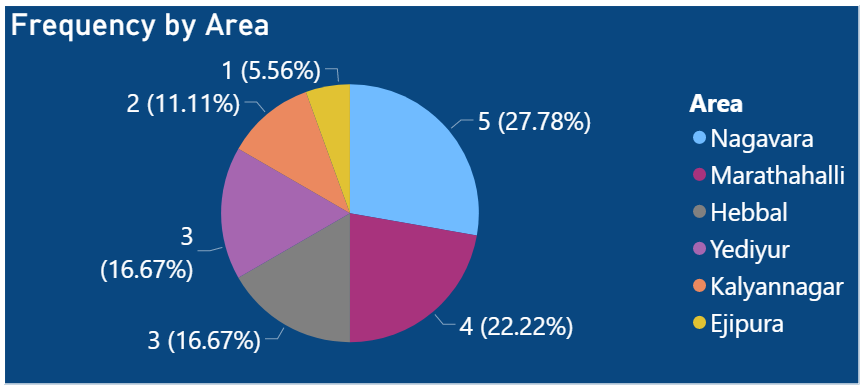 Frequency by Area
1 (5.56%)
2 (11.11%)
5 (27.78%)
3
(16.67%)
3 (16.67%)
4 (22.22%)
Area
Nagavara
Marathahalli
Hebbal
Yediyur
Kalyannagar
Ejipura